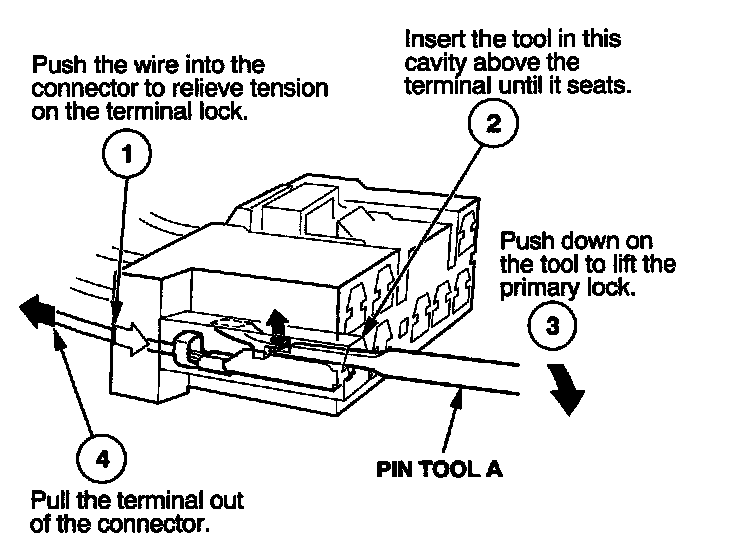 Push the wire into the
connector to relieve tension
on the terminal lock.
1
Insert the tool in this
cavity above the
terminal until it seats.
2
Push down on
the tool to lift the
primary lock.
3
4
Pull the terminal out
of the connector.
PIN TOOL A